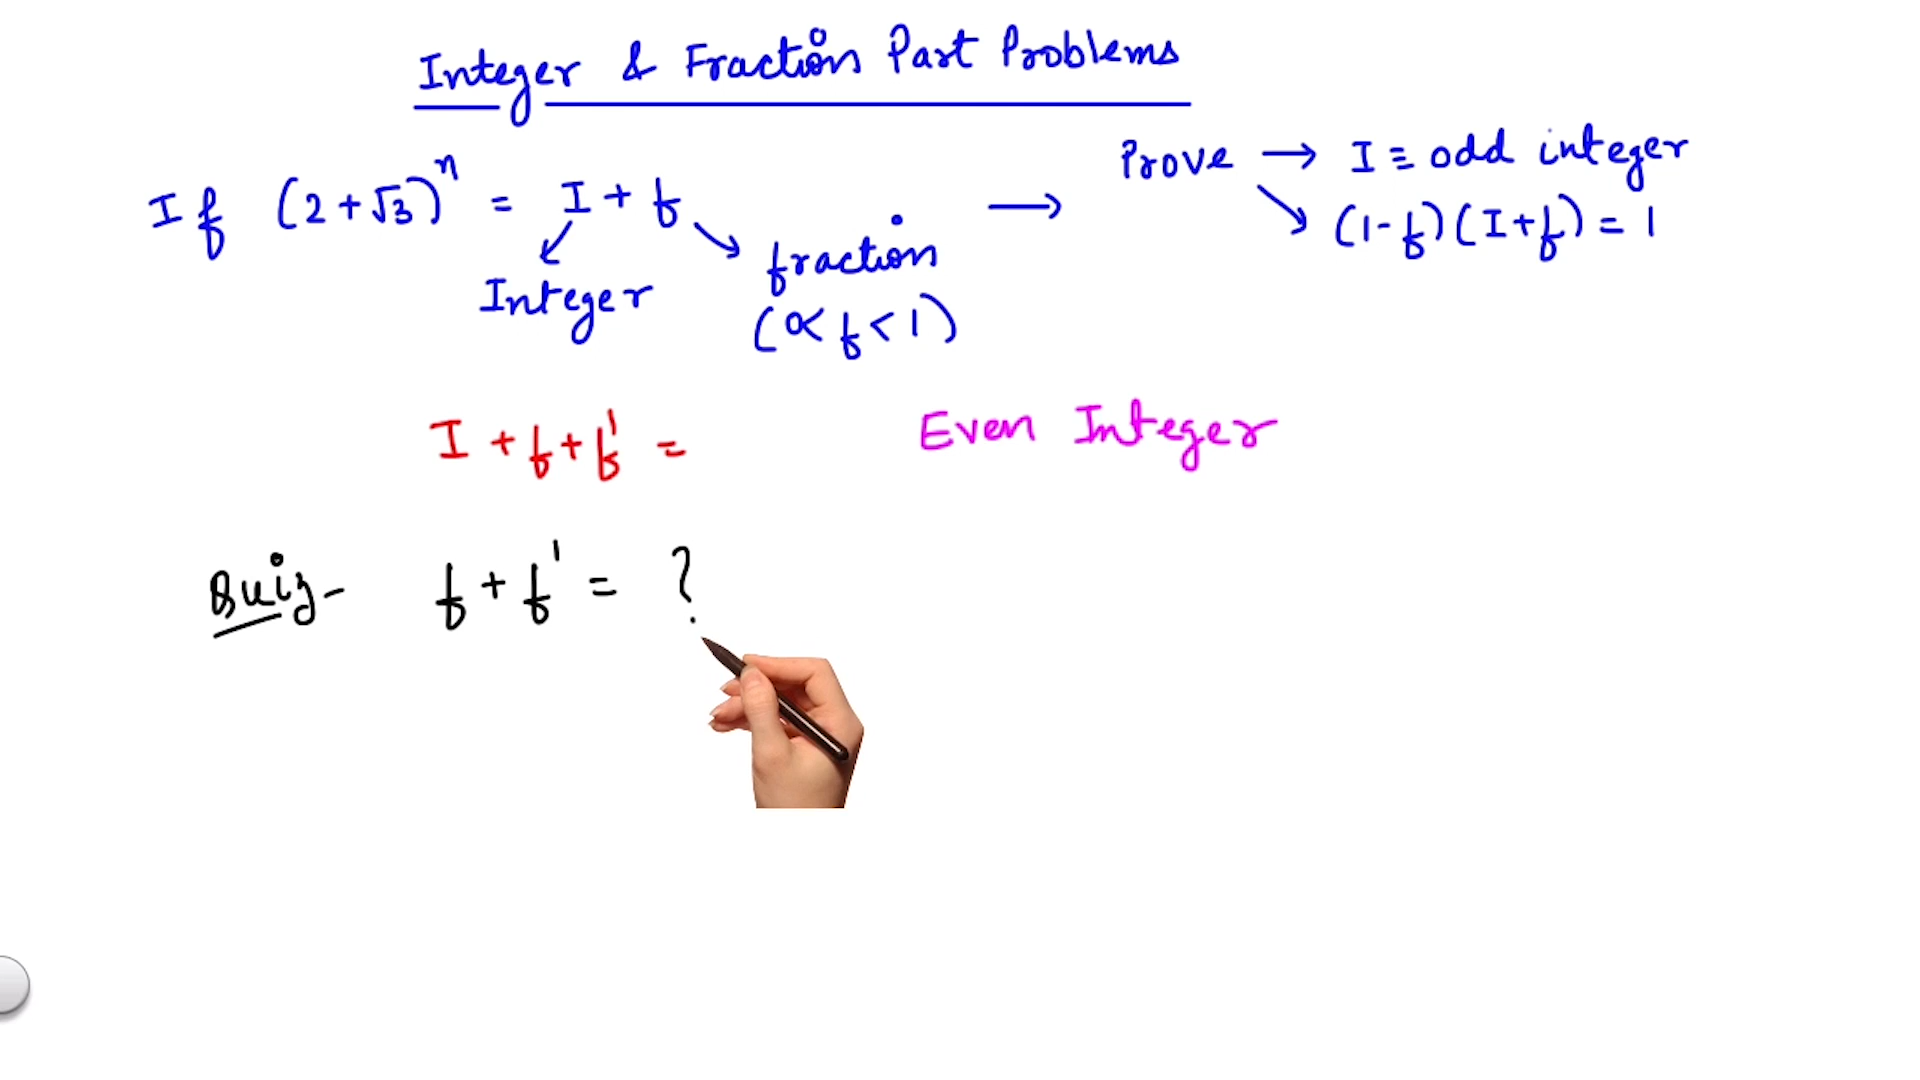 Integer & Fraction Part Problems
If (2+√3)ⁿ = I + f → Prove → I ≡ odd integer
(1-f)(I+f) = 1
Integer
fraction
(0<f<1)
I + f + f' = Even Integer
Quiz- f + f' = ?